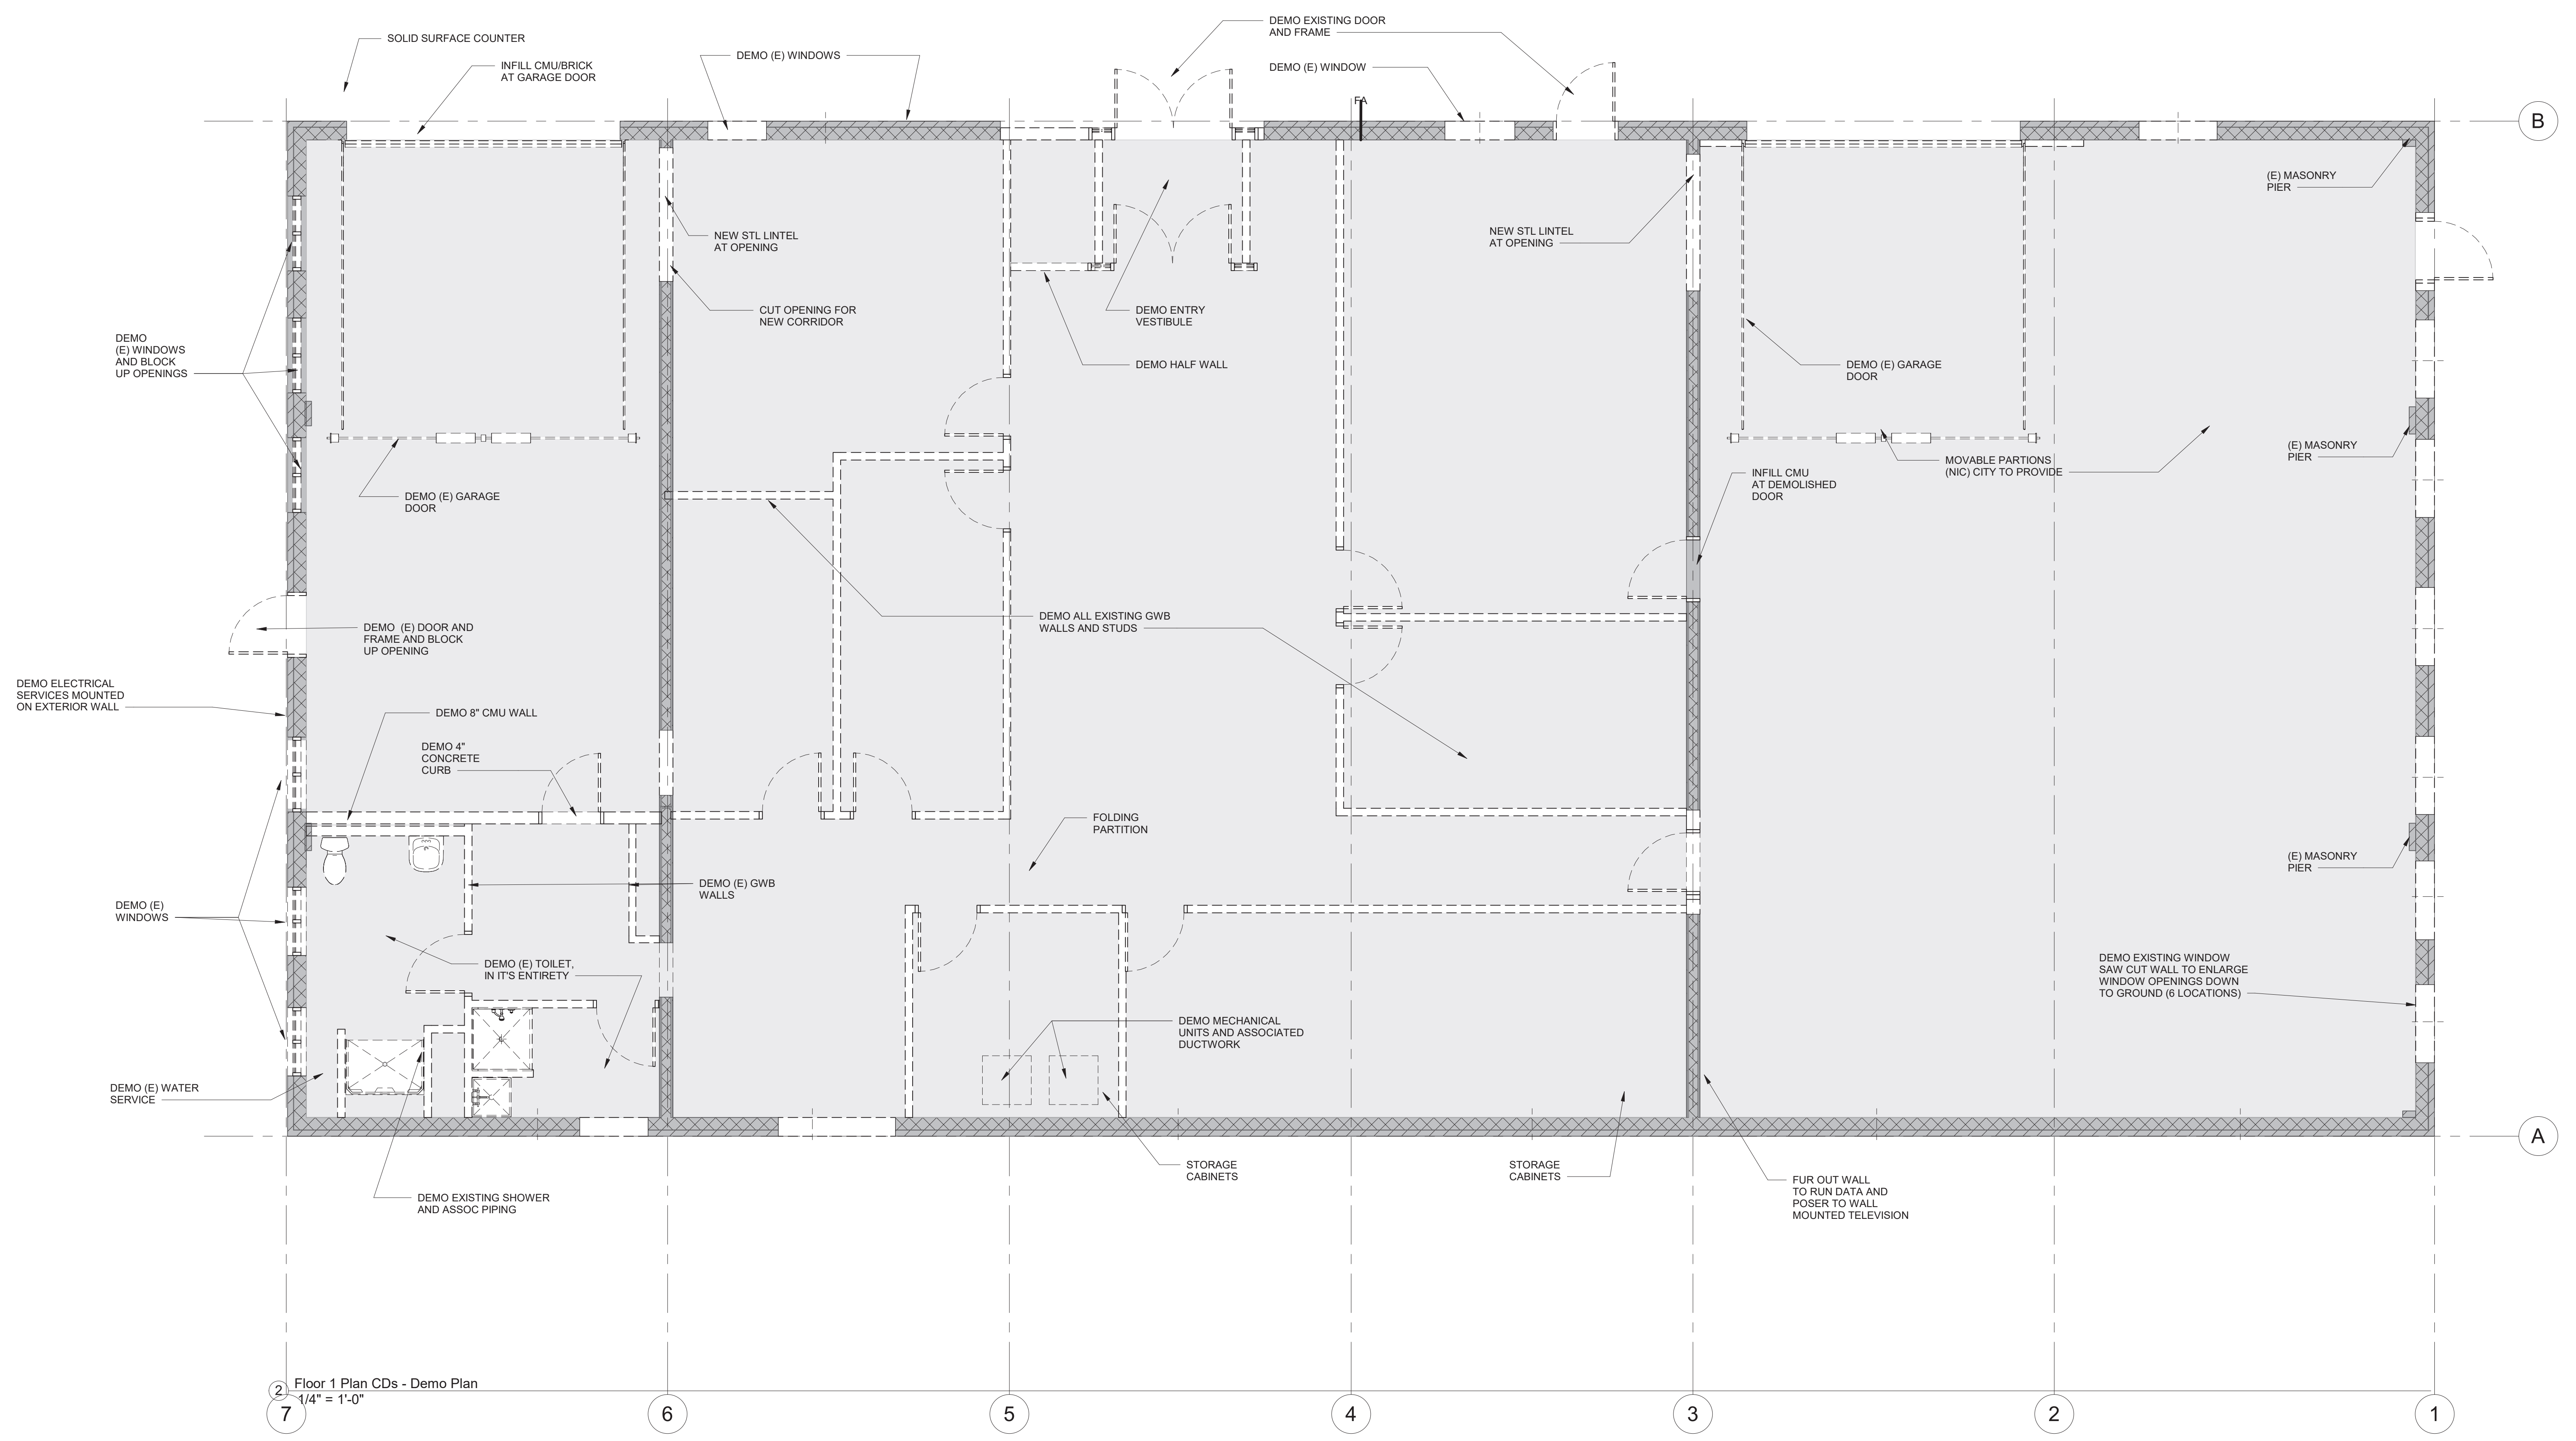 DEMO EXISTING DOOR
AND FRAME
SOLID SURFACE COUNTER
DEMO (E) WINDOWS
INFILL CMU/BRICK
AT GARAGE DOOR
DEMO (E) WINDOW
FA
B
(E) MASONRY
PIER
NEW STL LINTEL
AT OPENING
NEW STL LINTEL
AT OPENING
CUT OPENING FOR
NEW CORRIDOR
DEMO ENTRY
VESTIBULE
DEMO
(E) WINDOWS
AND BLOCK
UP OPENINGS
DEMO HALF WALL
DEMO (E) GARAGE
DOOR
(E) MASONRY
PIER
MOVABLE PARTIONS
(NIC) CITY TO PROVIDE
INFILL CMU
AT DEMOLISHED
DOOR
DEMO (E) GARAGE
DOOR
DEMO ALL EXISTING GWB
WALLS AND STUDS
DEMO (E) DOOR AND
FRAME AND BLOCK
UP OPENING
DEMO ELECTRICAL
SERVICES MOUNTED
ON EXTERIOR WALL
DEMO 8" CMU WALL
DEMO 4"
CONCRETE
CURB
FOLDING
PARTITION
(E) MASONRY
PIER
DEMO (E) GWB
WALLS
DEMO (E)
WINDOWS
DEMO (E) TOILET,
IN IT'S ENTIRETY
DEMO EXISTING WINDOW
SAW CUT WALL TO ENLARGE
WINDOW OPENINGS DOWN
TO GROUND (6 LOCATIONS)
DEMO MECHANICAL
UNITS AND ASSOCIATED
DUCTWORK
DEMO (E) WATER
SERVICE
A
STORAGE
CABINETS
STORAGE
CABINETS
FUR OUT WALL
TO RUN DATA AND
POSER TO WALL
MOUNTED TELEVISION
DEMO EXISTING SHOWER
AND ASSOC PIPING
2
Floor 1 Plan CDs - Demo Plan
1/4" = 1'-0"
7
6
5
4
3
2
1